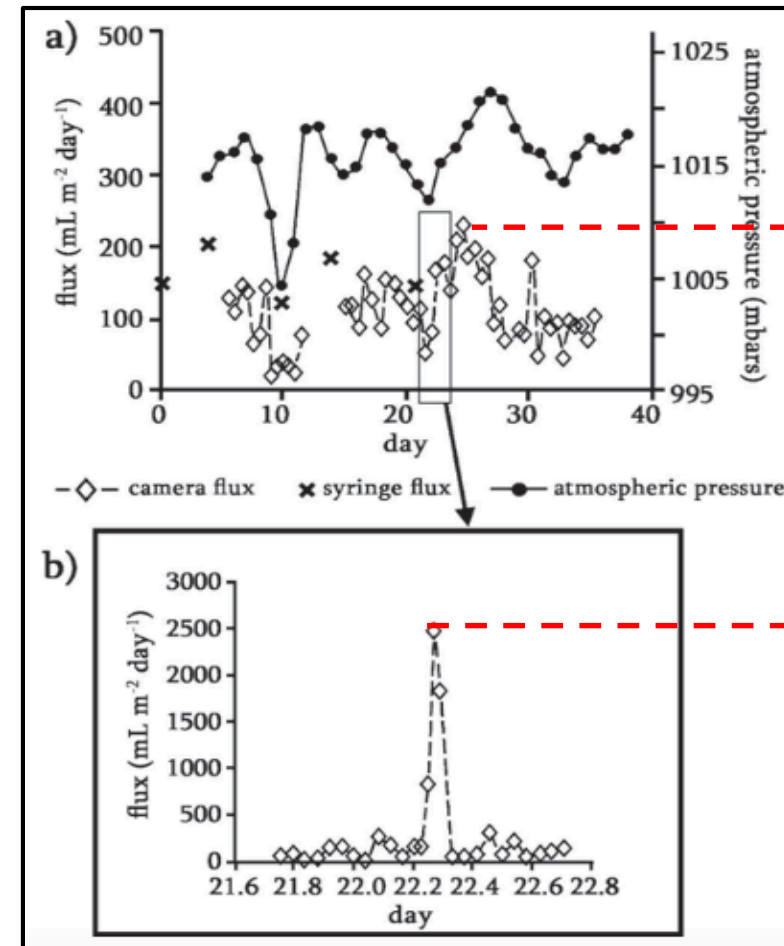 a)
500
400
300
200
100
0
flux (mL m⁻² day⁻¹)
1025
1015
1005
995
atmospheric pressure (mbars)
0 10 20 30 40
day
camera flux syringe flux atmospheric pressure
b)
3000
2500
2000
1500
1000
500
0
flux (mL m⁻² day⁻¹)
21.6 21.8 22.0 22.2 22.4 22.6 22.8
day